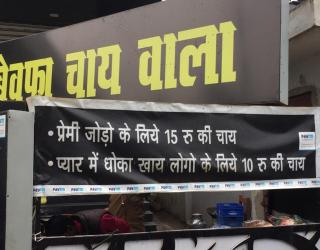 बेवफा चाय वाला
• प्रेमी जोड़ो के लिये 15 रु की चाय
• प्यार में धोका खाय लोगो के लिये 10 रु की चाय